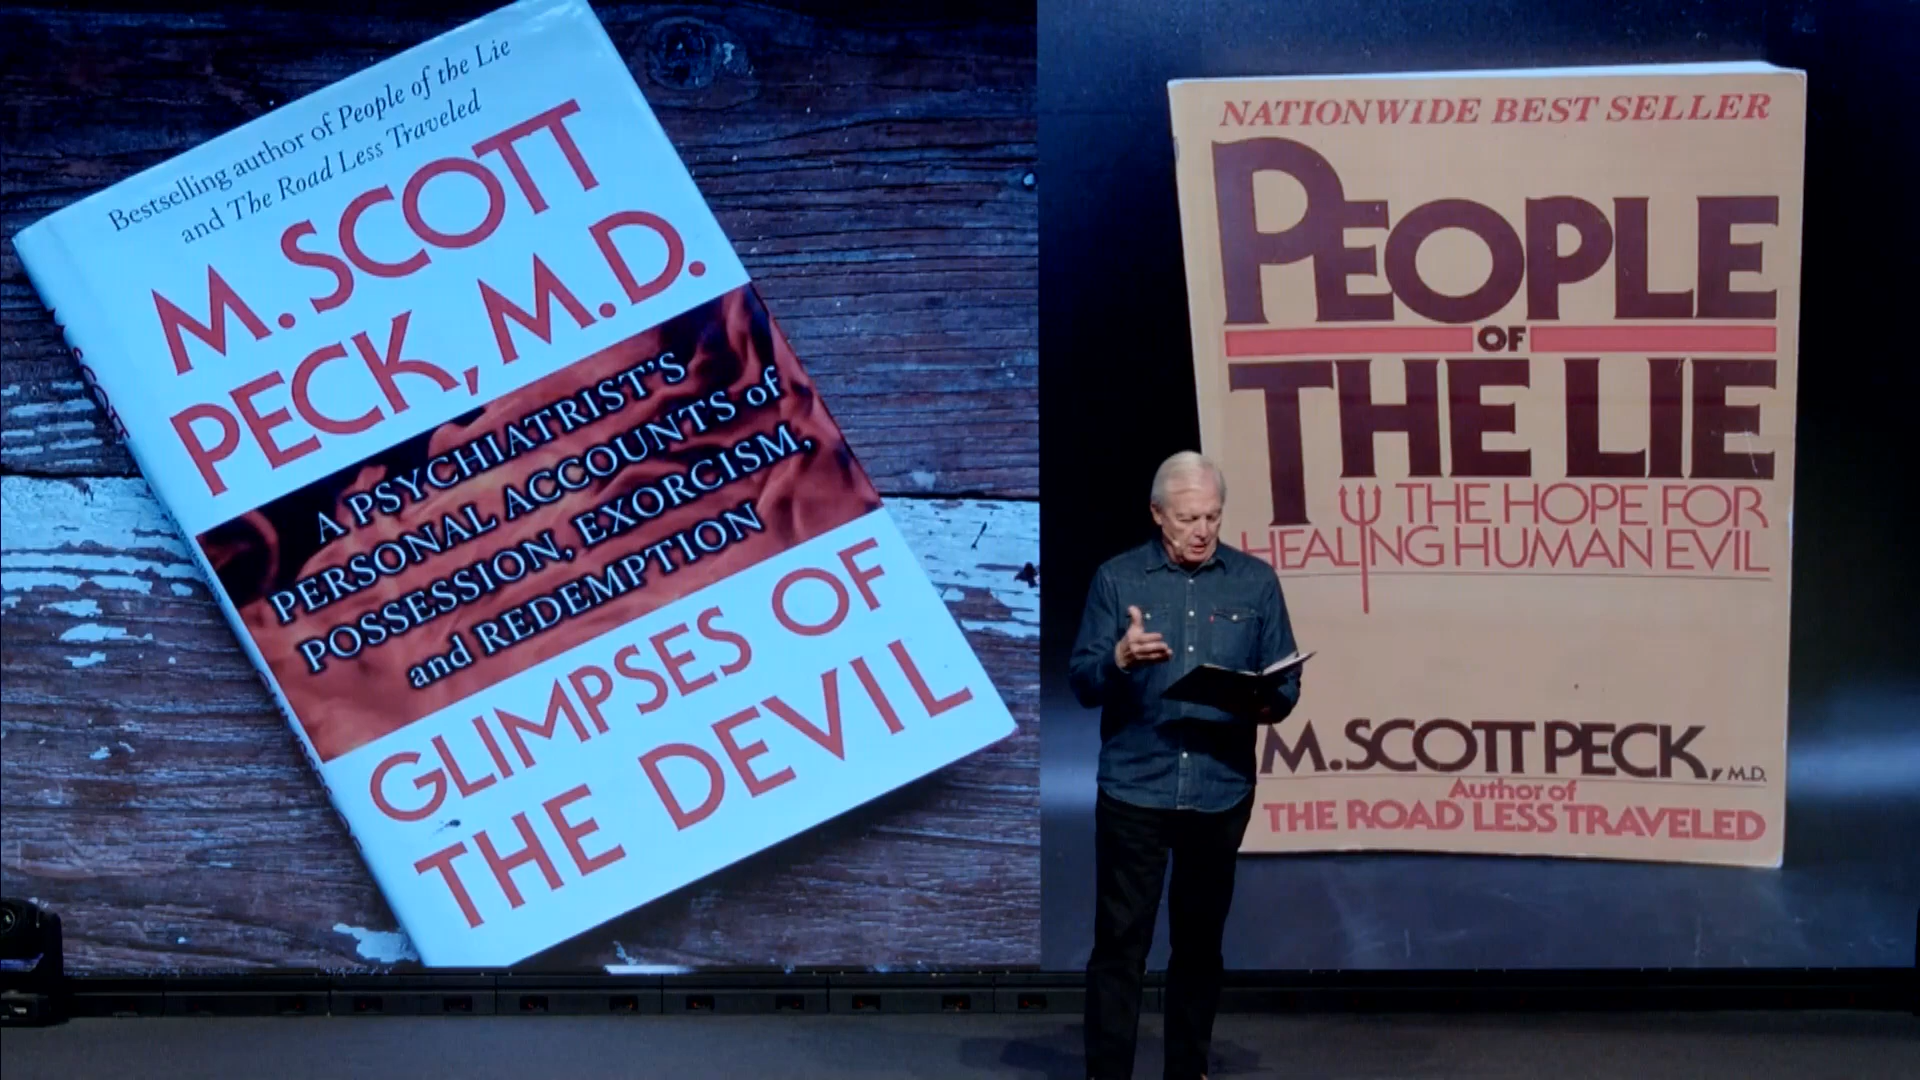 Bestselling author of People of the Lie
and The Road Less Traveled
M. SCOTT
PECK, M.D.
A PSYCHIATRIST'S
PERSONAL ACCOUNTS of
POSSESSION, EXORCISM,
and REDEMPTION
GLIMPSES OF
THE DEVIL
NATIONWIDE BEST SELLER
PEOPLE
OF
THE LIE
THE HOPE FOR
HEALING HUMAN EVIL
M. SCOTT PECK, M.D.
Author of
THE ROAD LESS TRAVELED